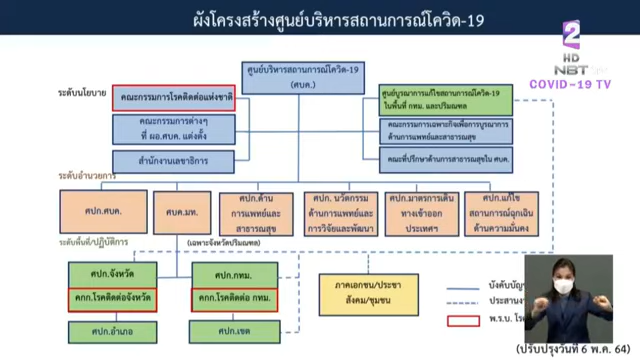 ผังโครงสร้างศูนย์บริหารสถานการณ์โควิด-19
2
HD
NBT
COVID-19 TV
ระดับนโยบาย
ศูนย์บริหารสถานการณ์โควิด-19
(ศบค.)
คณะกรรมการโรคติดต่อแห่งชาติ
ศูนย์บูรณาการแก้ไขสถานการณ์โควิด-19
ในพื้นที่ กทม. และปริมณฑล
คณะกรรมการต่างๆ
ที่ ผอ.ศบค. แต่งตั้ง
คณะกรรมการเฉพาะกิจเพื่อการบูรณาการ
ด้านการแพทย์และสาธารณสุข
สำนักงานเลขาธิการ
คณะที่ปรึกษาด้านการสาธารณสุขใน ศบค.
ระดับอำนวยการ
ศปก.ศบค.
ศบค.มท.
ศปก.ด้าน
การแพทย์และ
สาธารณสุข
ศปก. นวัตกรรม
ด้านการแพทย์และ
การวิจัยและพัฒนา
ศปก.มาตรการเดิน
ทางเข้าออก
ประเทศฯ
ศปก.แก้ไข
สถานการณ์ฉุกเฉิน
ด้านความมั่นคง
ระดับพื้นที่/ปฏิบัติการ
(เฉพาะจังหวัดปริมณฑล)
ศปก.จังหวัด
คกก.โรคติดต่อจังหวัด
ศปก.อำเภอ
ศปก.กทม.
คกก.โรคติดต่อ กทม.
ศปก.เขต
ภาคเอกชน/ประชา
สังคม/ชุมชน
บังคับบัญ
ประสานง
พ.ร.บ. โร
(ปรับปรุงวันที่ 6 พ.ค. 64)